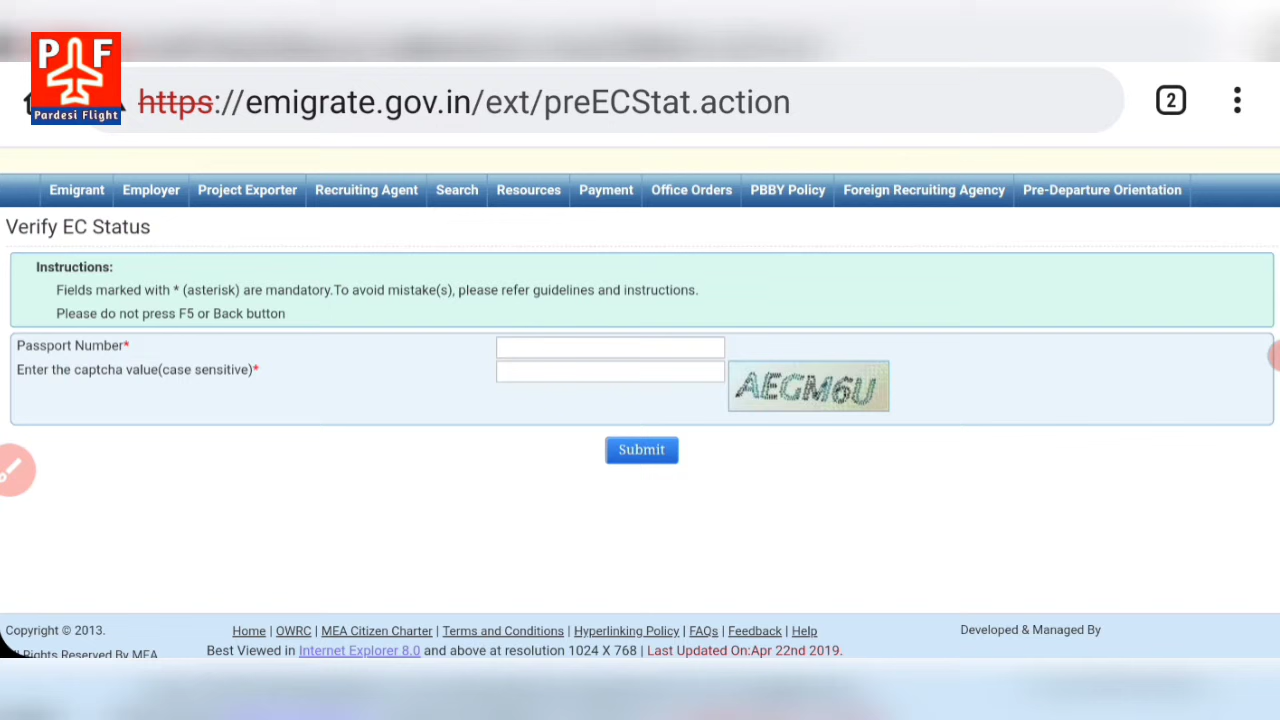 P F
Pardesi Flight
https://emigrate.gov.in/ext/preECStat.action
2
Emigrant Employer Project Exporter Recruiting Agent Search Resources Payment Office Orders PBBY Policy Foreign Recruiting Agency Pre-Departure Orientation
Verify EC Status
Instructions:
Fields marked with * (asterisk) are mandatory.To avoid mistake(s), please refer guidelines and instructions.
Please do not press F5 or Back button
Passport Number*
Enter the captcha value(case sensitive)*
AEGM6U
Submit
Copyright © 2013.
Home | OWRC | MEA Citizen Charter | Terms and Conditions | Hyperlinking Policy | FAQs | Feedback | Help
Developed & Managed By
Rights Reserved By MEA
Best Viewed in Internet Explorer 8.0 and above at resolution 1024 X 768 | Last Updated On:Apr 22nd 2019.